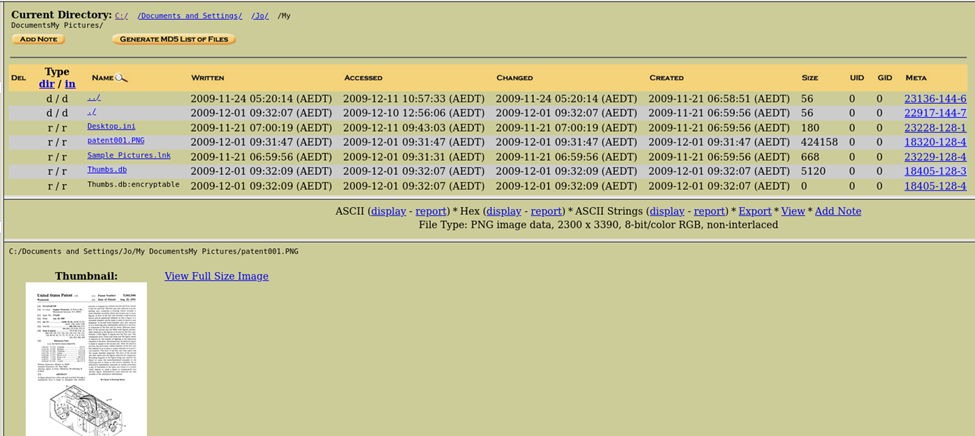 Current Directory: C:/ /Documents and Settings/ /Jo/ /My
DocumentsMy Pictures/
ADD NOTE GENERATE MD5 LIST OF FILES
DEL Type dir / in NAME WRITTEN ACCESSED CHANGED CREATED SIZE UID GID META
d / d ../ 2009-11-24 05:20:14 (AEDT) 2009-12-11 10:57:33 (AEDT) 2009-11-24 05:20:14 (AEDT) 2009-11-21 06:58:51 (AEDT) 56 0 0 23136-144-6
d / d ./ 2009-12-01 09:32:07 (AEDT) 2009-12-10 12:56:06 (AEDT) 2009-12-01 09:32:07 (AEDT) 2009-11-21 06:59:56 (AEDT) 56 0 0 22917-144-7
r / r Desktop.ini 2009-11-21 07:00:19 (AEDT) 2009-12-11 09:43:03 (AEDT) 2009-11-21 07:00:19 (AEDT) 2009-11-21 06:59:56 (AEDT) 180 0 0 23228-128-1
r / r patent001.PNG 2009-12-01 09:31:47 (AEDT) 2009-12-01 09:31:47 (AEDT) 2009-12-01 09:31:47 (AEDT) 2009-12-01 09:31:47 (AEDT) 424158 0 0 18320-128-4
r / r Sample Pictures.lnk 2009-11-21 06:59:56 (AEDT) 2009-12-01 09:31:31 (AEDT) 2009-11-21 06:59:56 (AEDT) 2009-11-21 06:59:56 (AEDT) 668 0 0 23229-128-4
r / r Thumbs.db 2009-12-01 09:32:09 (AEDT) 2009-12-01 09:32:07 (AEDT) 2009-12-01 09:32:09 (AEDT) 2009-12-01 09:32:07 (AEDT) 5120 0 0 18405-128-3
r / r Thumbs.db:encryptable 2009-12-01 09:32:09 (AEDT) 2009-12-01 09:32:07 (AEDT) 2009-12-01 09:32:09 (AEDT) 2009-12-01 09:32:07 (AEDT) 0 0 0 18405-128-4
ASCII (display - report) * Hex (display - report) * ASCII Strings (display - report) * Export * View * Add Note
File Type: PNG image data, 2300 x 3390, 8-bit/color RGB, non-interlaced
C:/Documents and Settings/Jo/My DocumentsMy Pictures/patent001.PNG
Thumbnail: View Full Size Image
United States Patent